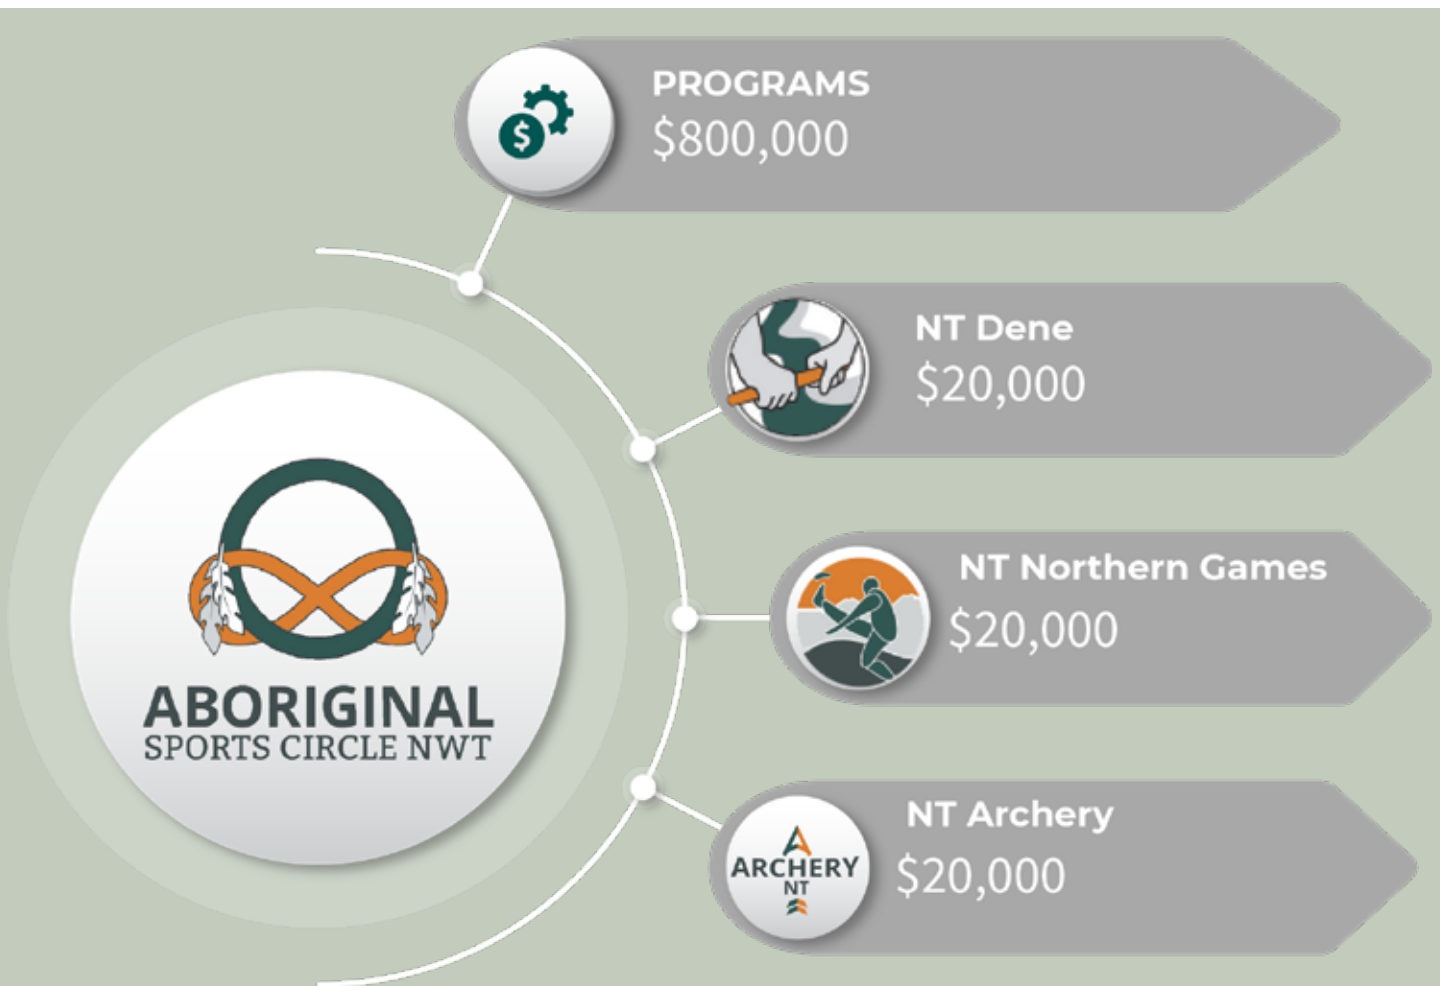 PROGRAMS
$800,000
$
NT Dene
$20,000
NT Northern Games
$20,000
ABORIGINAL
SPORTS CIRCLE NWT
NT Archery
$20,000
ARCHERY
NT